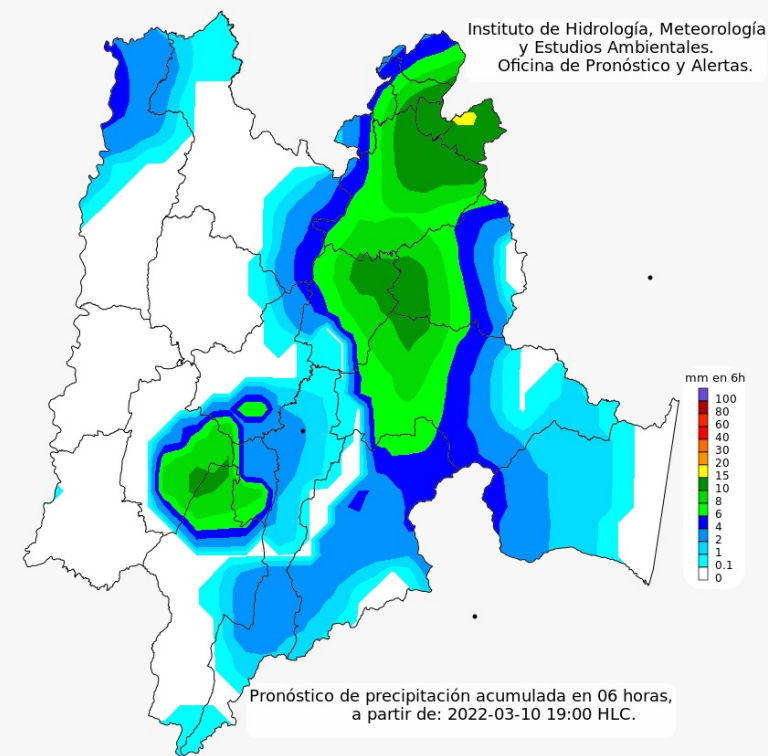 Instituto de Hidrología, Meteorología
y Estudios Ambientales.
Oficina de Pronóstico y Alertas.
mm en 6h
100
80
60
40
30
20
15
10
8
6
4
2
1
0.1
0
Pronóstico de precipitación acumulada en 06 horas,
a partir de: 2022-03-10 19:00 HLC.